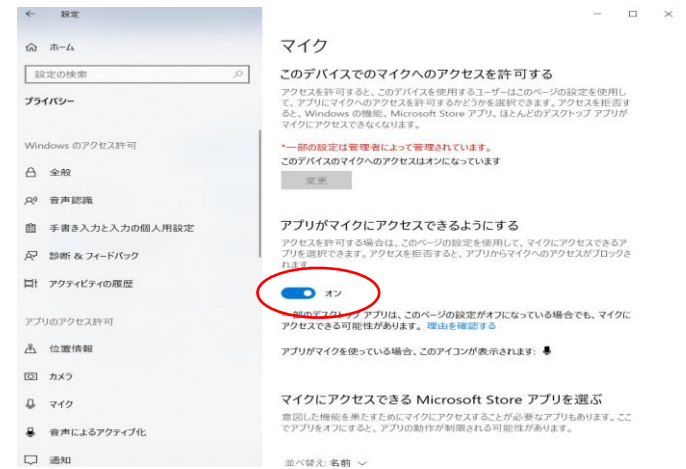 設定
ホーム
設定の検索
プライバシー
Windows のアクセス許可
全般
音声認識
手書き入力と入力の個人用設定
診断 & フィードバック
アクティビティの履歴
アプリのアクセス許可
位置情報
カメラ
マイク
音声によるアクティブ化
通知
マイク
このデバイスでのマイクへのアクセスを許可する
アクセスを許可すると、このデバイスを使用するユーザーはこのページの設定を使用し
て、アプリにマイクへのアクセスを許可するかどうかを選択できます。アクセスを拒否す
ると、Windows の機能、Microsoft Store アプリ、ほとんどのデスクトップ アプリが
マイクにアクセスできなくなります。
*一部の設定は管理者によって管理されています。
このデバイスのマイクへのアクセスはオンになっています
変更
アプリがマイクにアクセスできるようにする
アクセスを許可する場合は、このページの設定を使用して、マイクにアクセスできるア
プリを選択できます。アクセスを拒否すると、アプリからマイクへのアクセスがブロックさ
れます。
オン
一部のデスクトップ アプリは、このページの設定がオフになっている場合でも、マイクに
アクセスできる可能性があります。 理由を確認する
アプリがマイクを使っている場合、このアイコンが表示されます:
マイクにアクセスできる Microsoft Store アプリを選ぶ
意図した機能を果たすためにマイクにアクセスすることが必要なアプリもあります。ここ
でアプリをオフにすると、アプリの動作が制限される可能性があります。
並べ替え: 名前